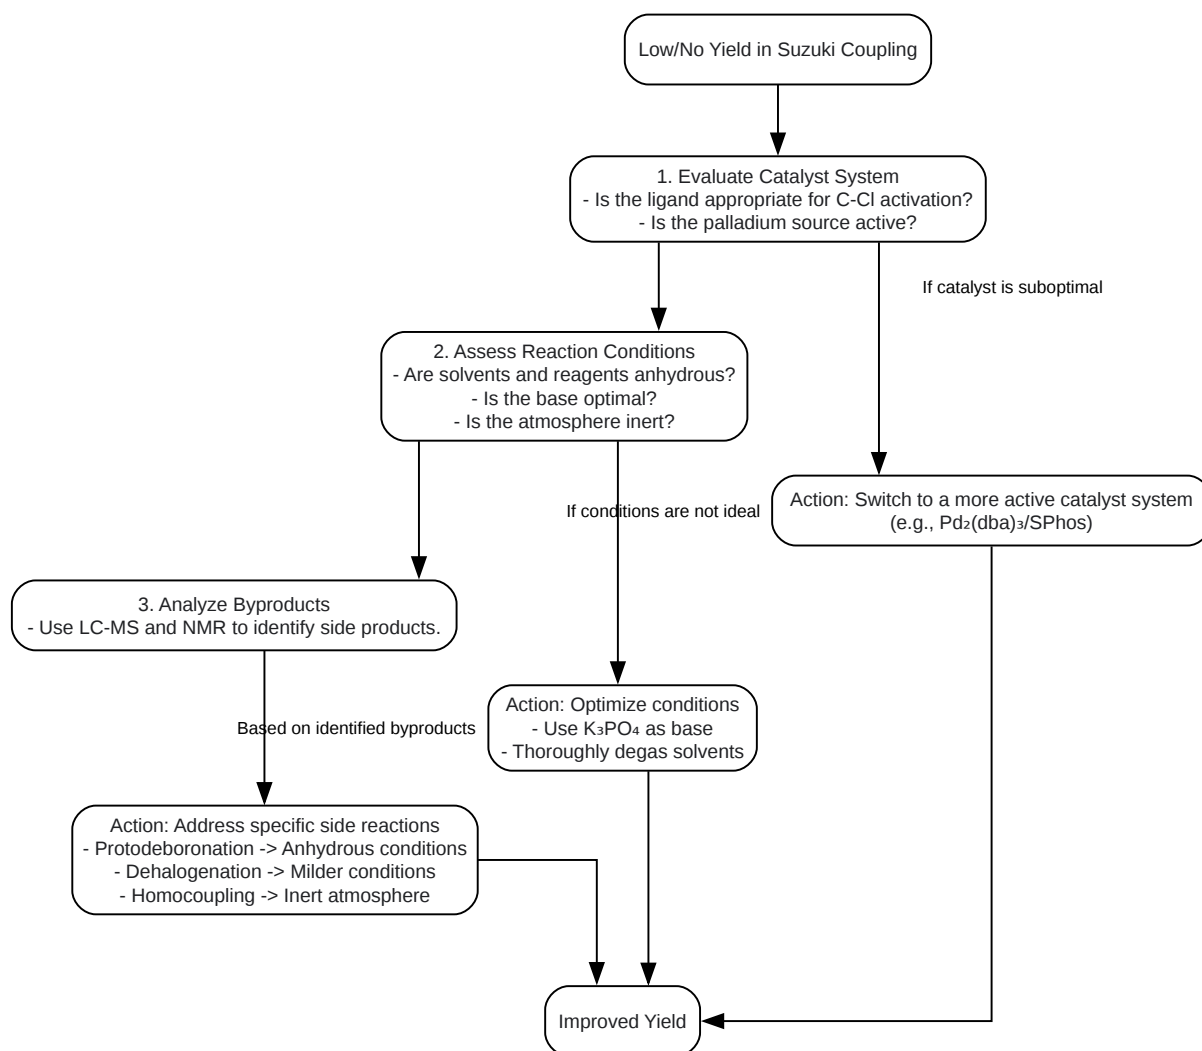 Low/No Yield in Suzuki Coupling
1. Evaluate Catalyst System
- Is the ligand appropriate for C-Cl activation?
- Is the palladium source active?
If catalyst is suboptimal
2. Assess Reaction Conditions
- Are solvents and reagents anhydrous?
- Is the base optimal?
- Is the atmosphere inert?
If conditions are not ideal
Action: Switch to a more active catalyst system
(e.g., Pd₂(dba)₃/SPhos)
3. Analyze Byproducts
- Use LC-MS and NMR to identify side products.
Based on identified byproducts
Action: Optimize conditions
- Use K₃PO₄ as base
- Thoroughly degas solvents
Action: Address specific side reactions
- Protodeboronation -> Anhydrous conditions
- Dehalogenation -> Milder conditions
- Homocoupling -> Inert atmosphere
Improved Yield